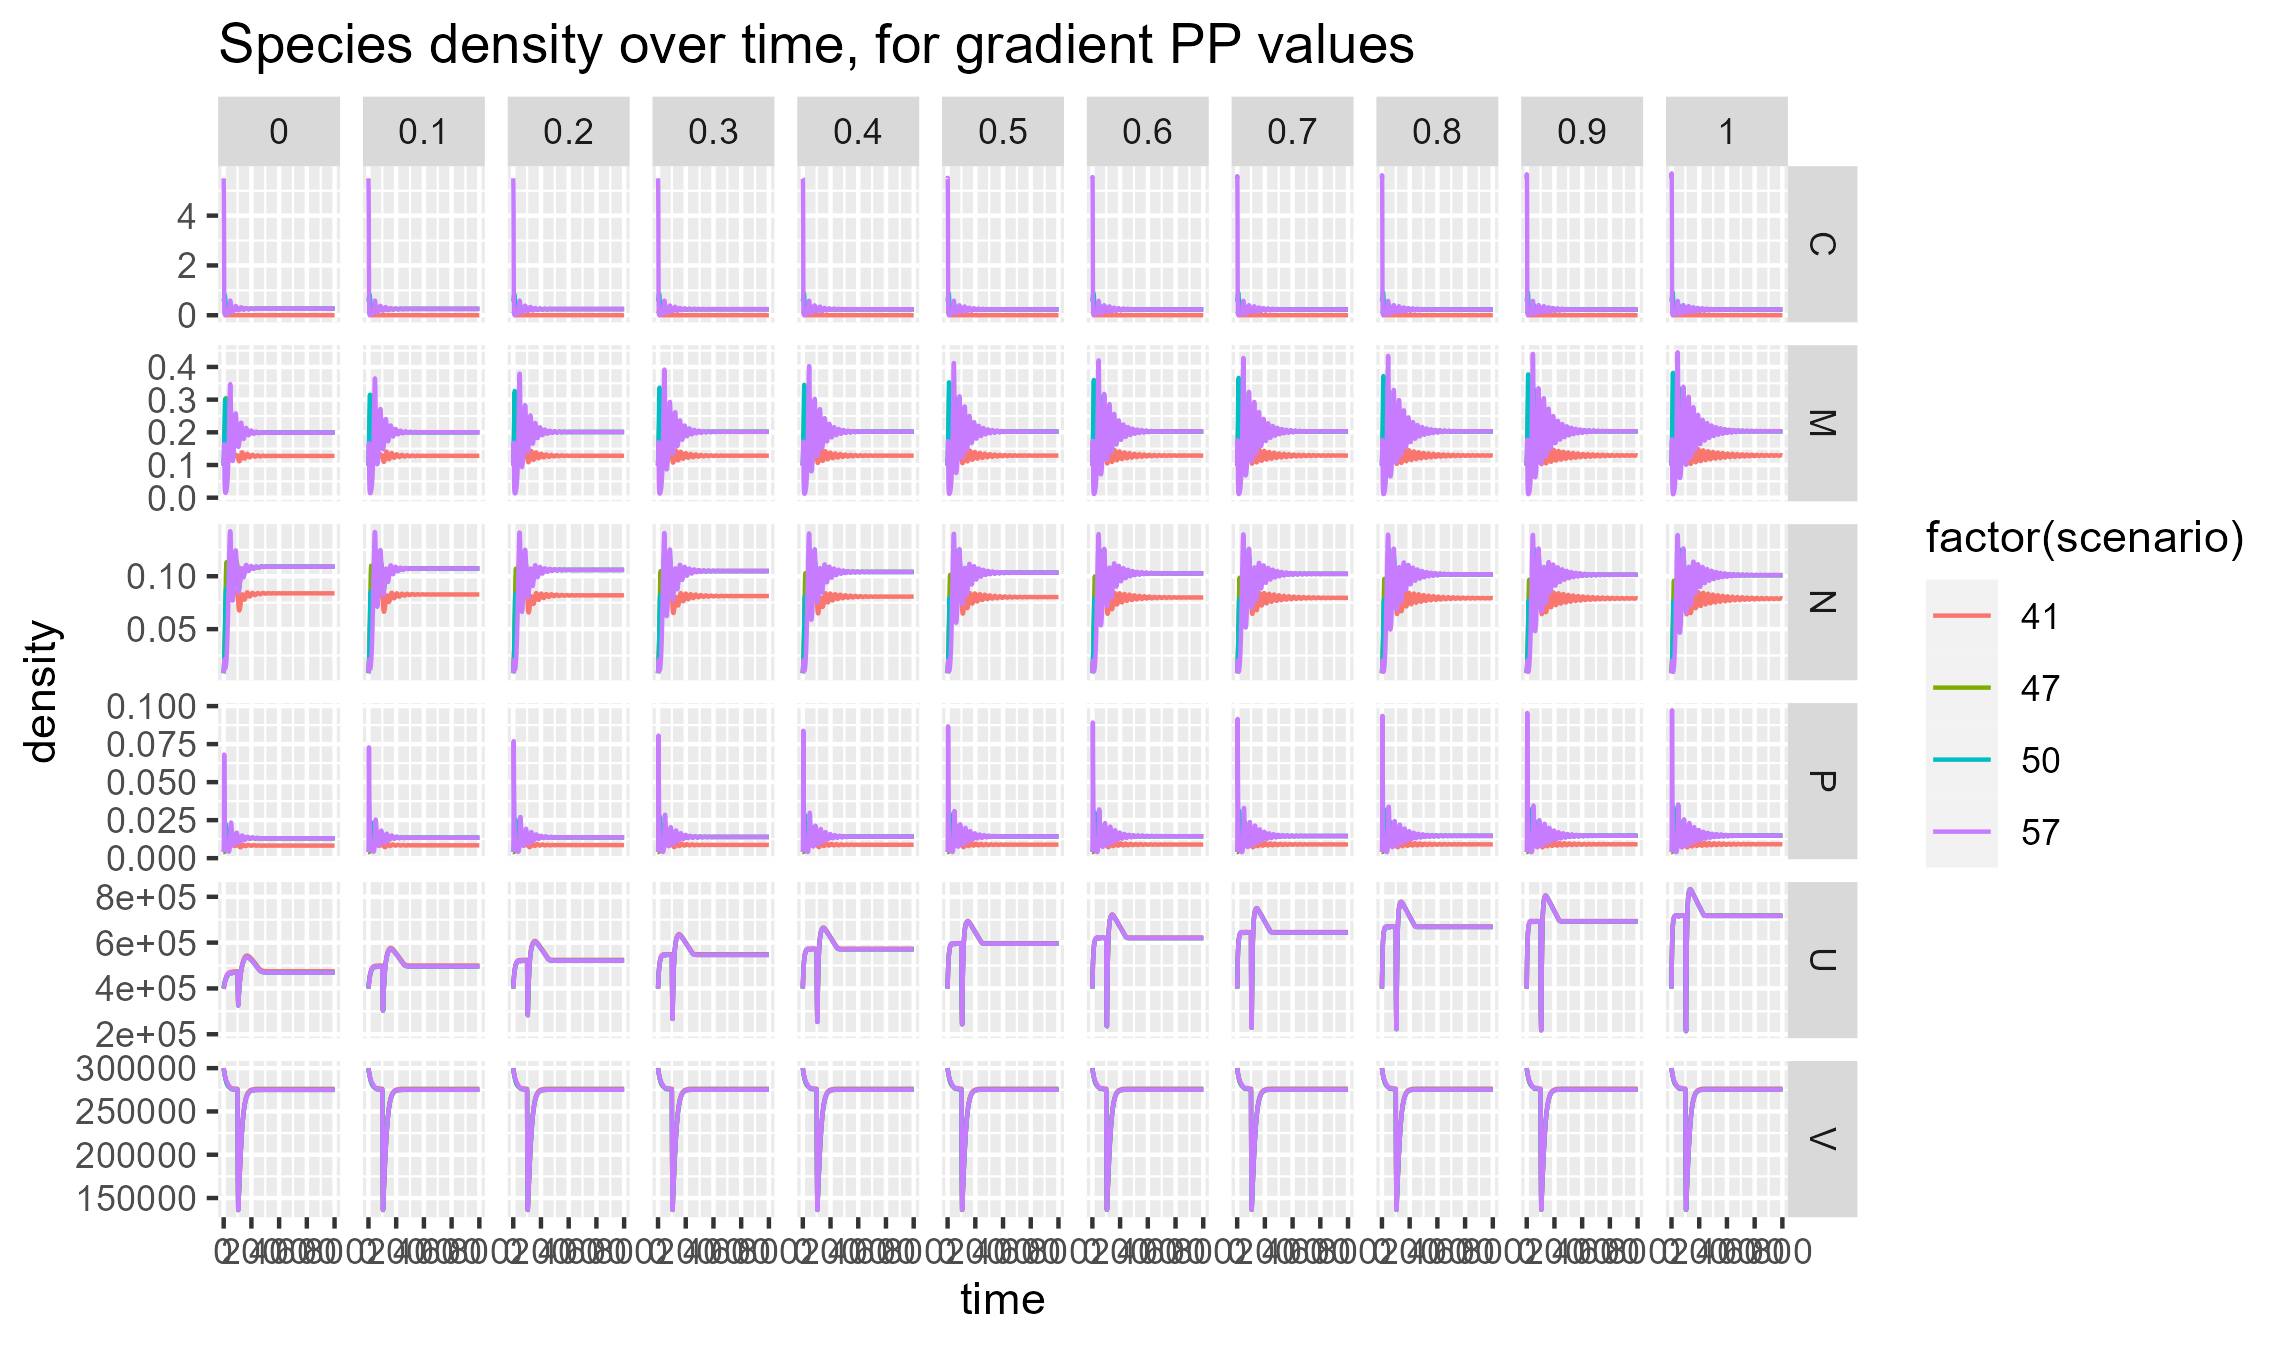 Species density over time, for gradient PP values
0 0.1 0.2 0.3 0.4 0.5 0.6 0.7 0.8 0.9 1
4
2
0
C
0.4
0.3
0.2
0.1
0.0
M
0.10
0.05
N
0.100
0.075
0.050
0.025
0.000
P
8e+05
6e+05
4e+05
2e+05
U
300000
250000
200000
150000
V
density
time
factor(scenario)
41
47
50
57